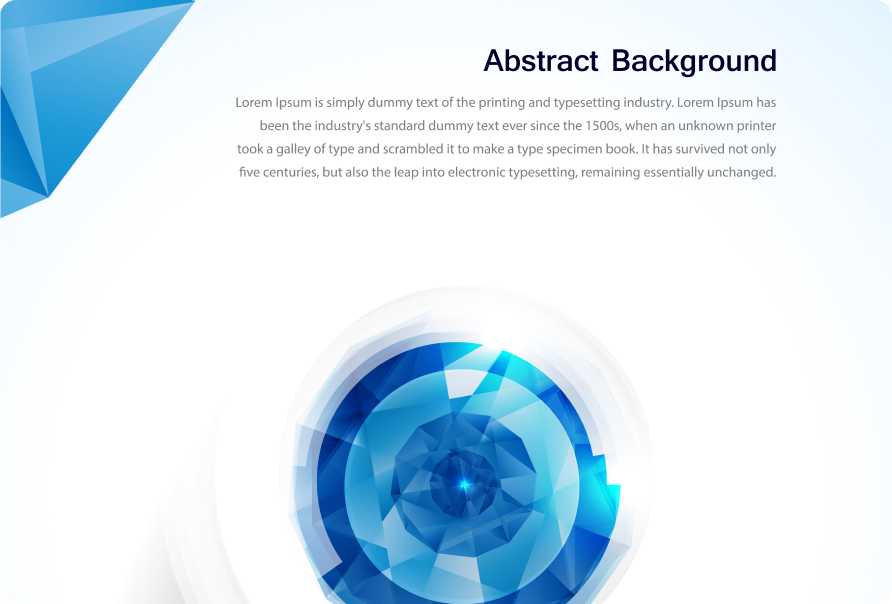 Abstract Background
Lorem Ipsum is simply dummy text of the printing and typesetting industry. Lorem Ipsum has
been the industry's standard dummy text ever since the 1500s, when an unknown printer
took a galley of type and scrambled it to make a type specimen book. It has survived not only
five centuries, but also the leap into electronic typesetting, remaining essentially unchanged.